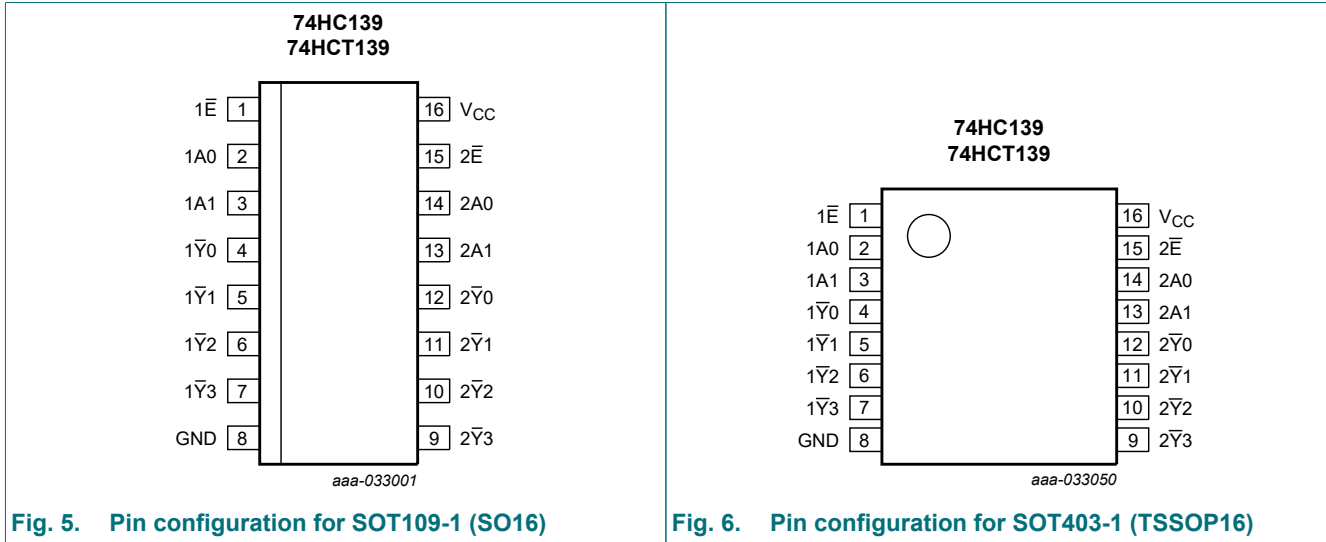 74HC139
74HCT139
1E̅ 1
16 VCC
1A0 2
15 2E̅
1A1 3
14 2A0
1Y̅0 4
13 2A1
1Y̅1 5
12 2Y̅0
1Y̅2 6
11 2Y̅1
1Y̅3 7
10 2Y̅2
GND 8
9 2Y̅3
aaa-033001
Fig. 5. Pin configuration for SOT109-1 (SO16)
74HC139
74HCT139
1E̅ 1
16 VCC
1A0 2
15 2E̅
1A1 3
14 2A0
1Y̅0 4
13 2A1
1Y̅1 5
12 2Y̅0
1Y̅2 6
11 2Y̅1
1Y̅3 7
10 2Y̅2
GND 8
9 2Y̅3
aaa-033050
Fig. 6. Pin configuration for SOT403-1 (TSSOP16)